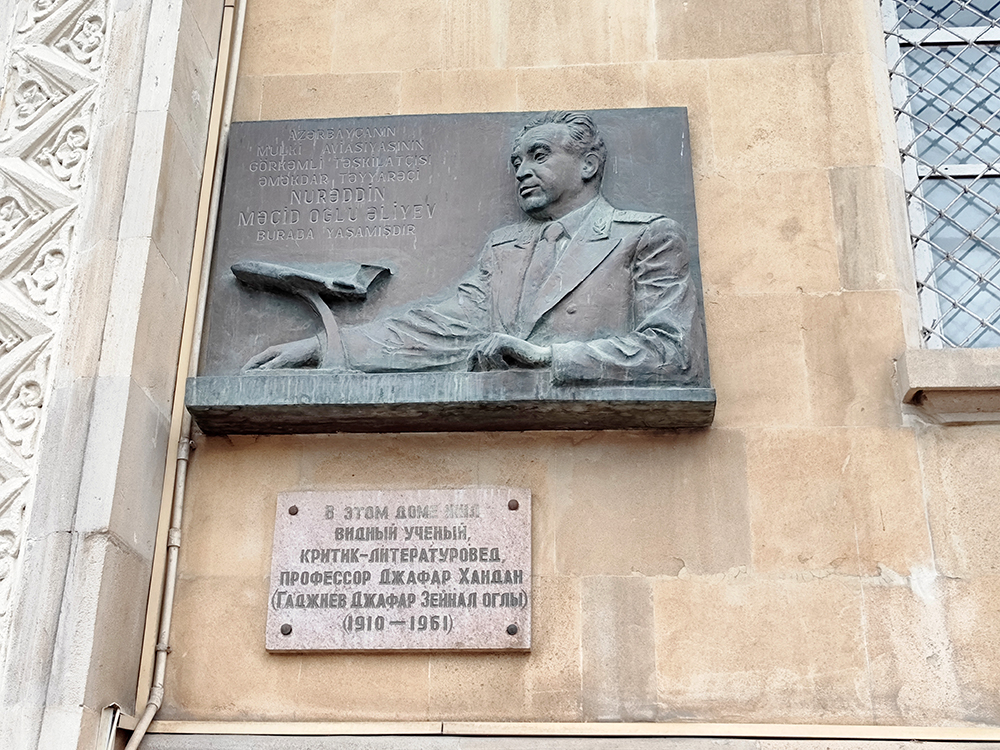 AZƏRBAYCANIN
MÜLKİ AVİASİYASININ
GÖRKƏMLİ TƏŞKİLATÇISI
ƏMƏKDAR TƏYYARƏÇİ
NURƏDDİN
MƏCİD OĞLU ƏLİYEV
BURADA YAŞAMIŞDIR
В ЭТОМ ДОМЕ ЖИЛ
ВИДНЫЙ УЧЕНЫЙ,
КРИТИК-ЛИТЕРАТУРОВЕД,
ПРОФЕССОР ДЖАФАР ХАНДАН
(ГАДЖИЕВ ДЖАФАР ЗЕЙНАЛ ОГЛЫ)
(1910—1961)